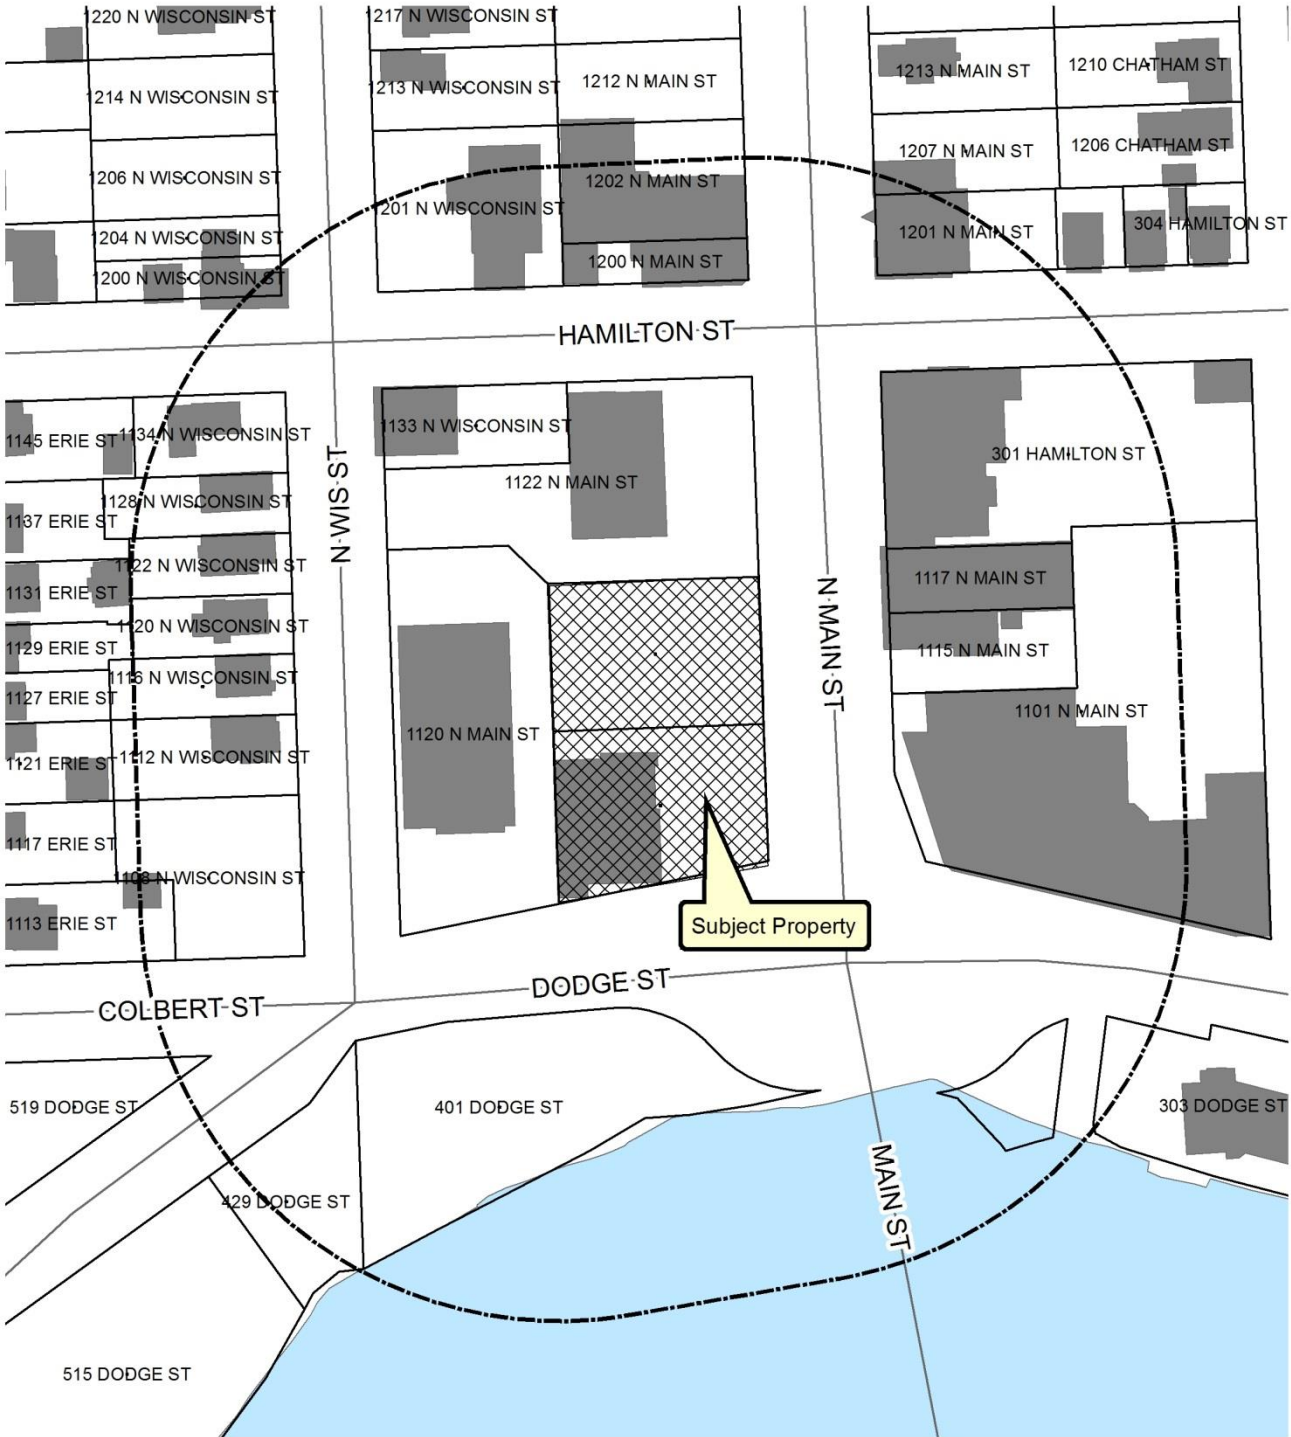 1220 N WISCONSIN ST
1217 N WISCONSIN ST
1214 N WISCONSIN ST
1213 N WISCONSIN ST
1212 N MAIN ST
1213 N MAIN ST
1210 CHATHAM ST
1206 N WISCONSIN ST
1201 N WISCONSIN ST
1202 N MAIN ST
1207 N MAIN ST
1206 CHATHAM ST
1204 N WISCONSIN ST
1200 N WISCONSIN ST
1200 N MAIN ST
1201 N MAIN ST
304 HAMILTON ST
HAMILTON ST
1145 ERIE ST
1134 N WISCONSIN ST
1133 N WISCONSIN ST
301 HAMILTON ST
1137 ERIE ST
1128 N WISCONSIN ST
N WIS ST
1122 N MAIN ST
1131 ERIE ST
1122 N WISCONSIN ST
1117 N MAIN ST
1129 ERIE ST
1120 N WISCONSIN ST
N MAIN ST
1115 N MAIN ST
1127 ERIE ST
1116 N WISCONSIN ST
1101 N MAIN ST
1121 ERIE ST
1112 N WISCONSIN ST
1120 N MAIN ST
1117 ERIE ST
1108 N WISCONSIN ST
1113 ERIE ST
Subject Property
COLBERT ST
DODGE ST
519 DODGE ST
401 DODGE ST
303 DODGE ST
429 DODGE ST
MAIN ST
515 DODGE ST